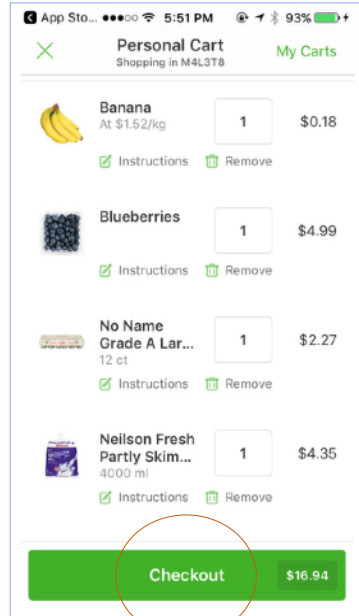 App Sto... 5:51 PM 93%
Personal Cart
Shopping in M4L3T8
My Carts
Banana
At $1.52/kg
1
$0.18
Instructions Remove
Blueberries
1
$4.99
Instructions Remove
No Name
Grade A Lar...
12 ct
1
$2.27
Instructions Remove
Neilson Fresh
Partly Skim...
4000 ml
1
$4.35
Instructions Remove
Checkout
$16.94